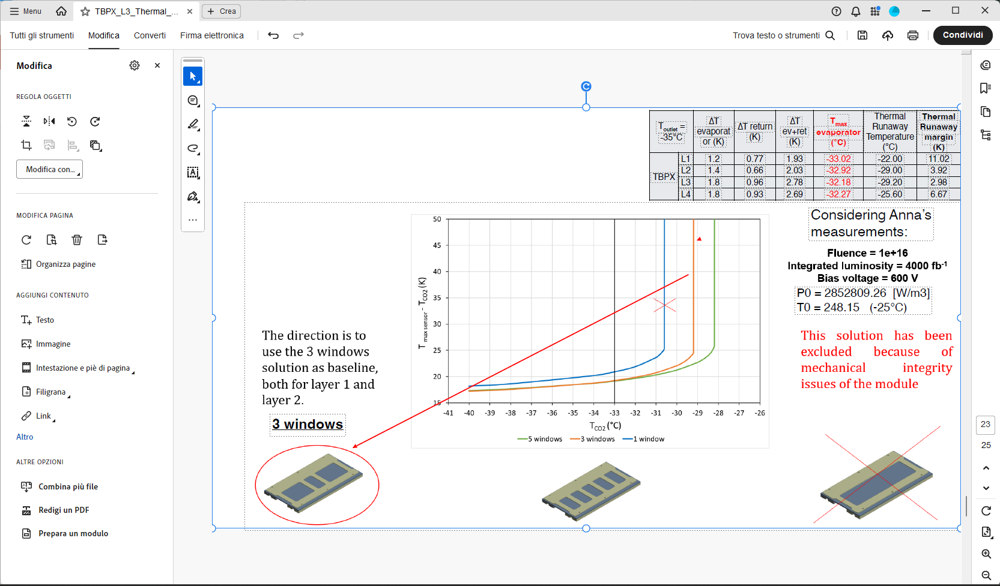 Menu
TBPX_L3_Thermal_...
Crea
Tutti gli strumenti
Modifica
Converti
Firma elettronica
Trova testo o strumenti
Condividi
Modifica
REGOLA OGGETTI
Modifica con...
MODIFICA PAGINA
Organizza pagine
AGGIUNGI CONTENUTO
Testo
Immagine
Intestazione e piè di pagina
Filigrana
Link
Altro
ALTRE OPZIONI
Combina più file
Redigi un PDF
Prepara un modulo
Toutlet = -35°C
ΔT evaporat or (K)
ΔT return (K)
ΔT ev+ret (K)
Tmax evaporator (°C)
Thermal Runaway Temperature (°C)
Thermal Runaway margin (K)
TBPX
L1 1.2 0.77 1.93 -33.02 -22.00 11.02
L2 1.4 0.66 2.03 -32.92 -29.00 3.92
L3 1.8 0.96 2.78 -32.18 -29.20 2.98
L4 1.8 0.93 2.69 -32.27 -25.60 6.67
50
45
40
35
30
25
20
15
T max sensor - TCO2 (K)
-41 -40 -39 -38 -37 -36 -35 -34 -33 -32 -31 -30 -29 -28 -27 -26
TCO2 (°C)
5 windows
3 windows
1 window
The direction is to
use the 3 windows
solution as baseline,
both for layer 1 and
layer 2.
3 windows
Considering Anna's
measurements:
Fluence = 1e+16
Integrated luminosity = 4000 fb-1
Bias voltage = 600 V
P0 = 2852809.26 [W/m3]
T0 = 248.15 (-25°C)
This solution has been
excluded because of
mechanical integrity
issues of the module
23
25